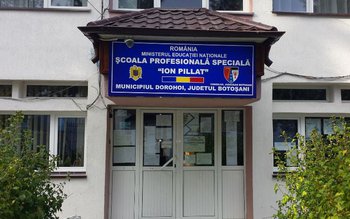 ROMÂNIA
MINISTERUL EDUCAȚIEI NAȚIONALE
ȘCOALA PROFESIONALĂ SPECIALĂ
"ION PILLAT"
MUNICIPIUL DOROHOI, JUDEȚUL BOTOȘANI